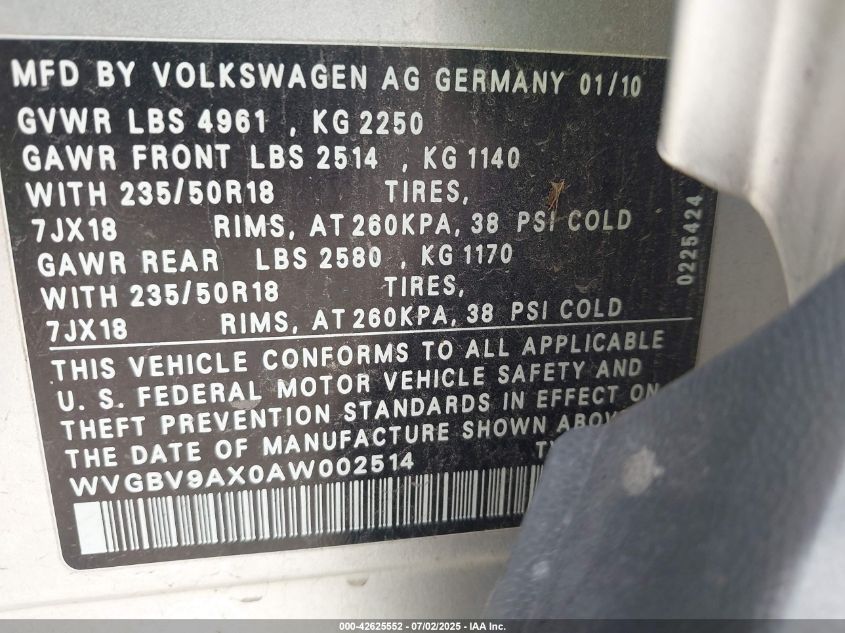 MFD BY VOLKSWAGEN AG GERMANY 01/10
GVWR LBS 4961 , KG 2250
GAWR FRONT LBS 2514 , KG 1140
WITH 235/50R18 TIRES,
7JX18 RIMS, AT 260KPA, 38 PSI COLD
GAWR REAR LBS 2580 , KG 1170
WITH 235/50R18 TIRES,
7JX18 RIMS, AT 260KPA, 38 PSI COLD
THIS VEHICLE CONFORMS TO ALL APPLICABLE
U. S. FEDERAL MOTOR VEHICLE SAFETY AND
THEFT PREVENTION STANDARDS IN EFFECT ON
THE DATE OF MANUFACTURE SHOWN
WVGBV9AX0AW002514
0225424
000-42625552 - 07/02/2025 - IAA Inc.